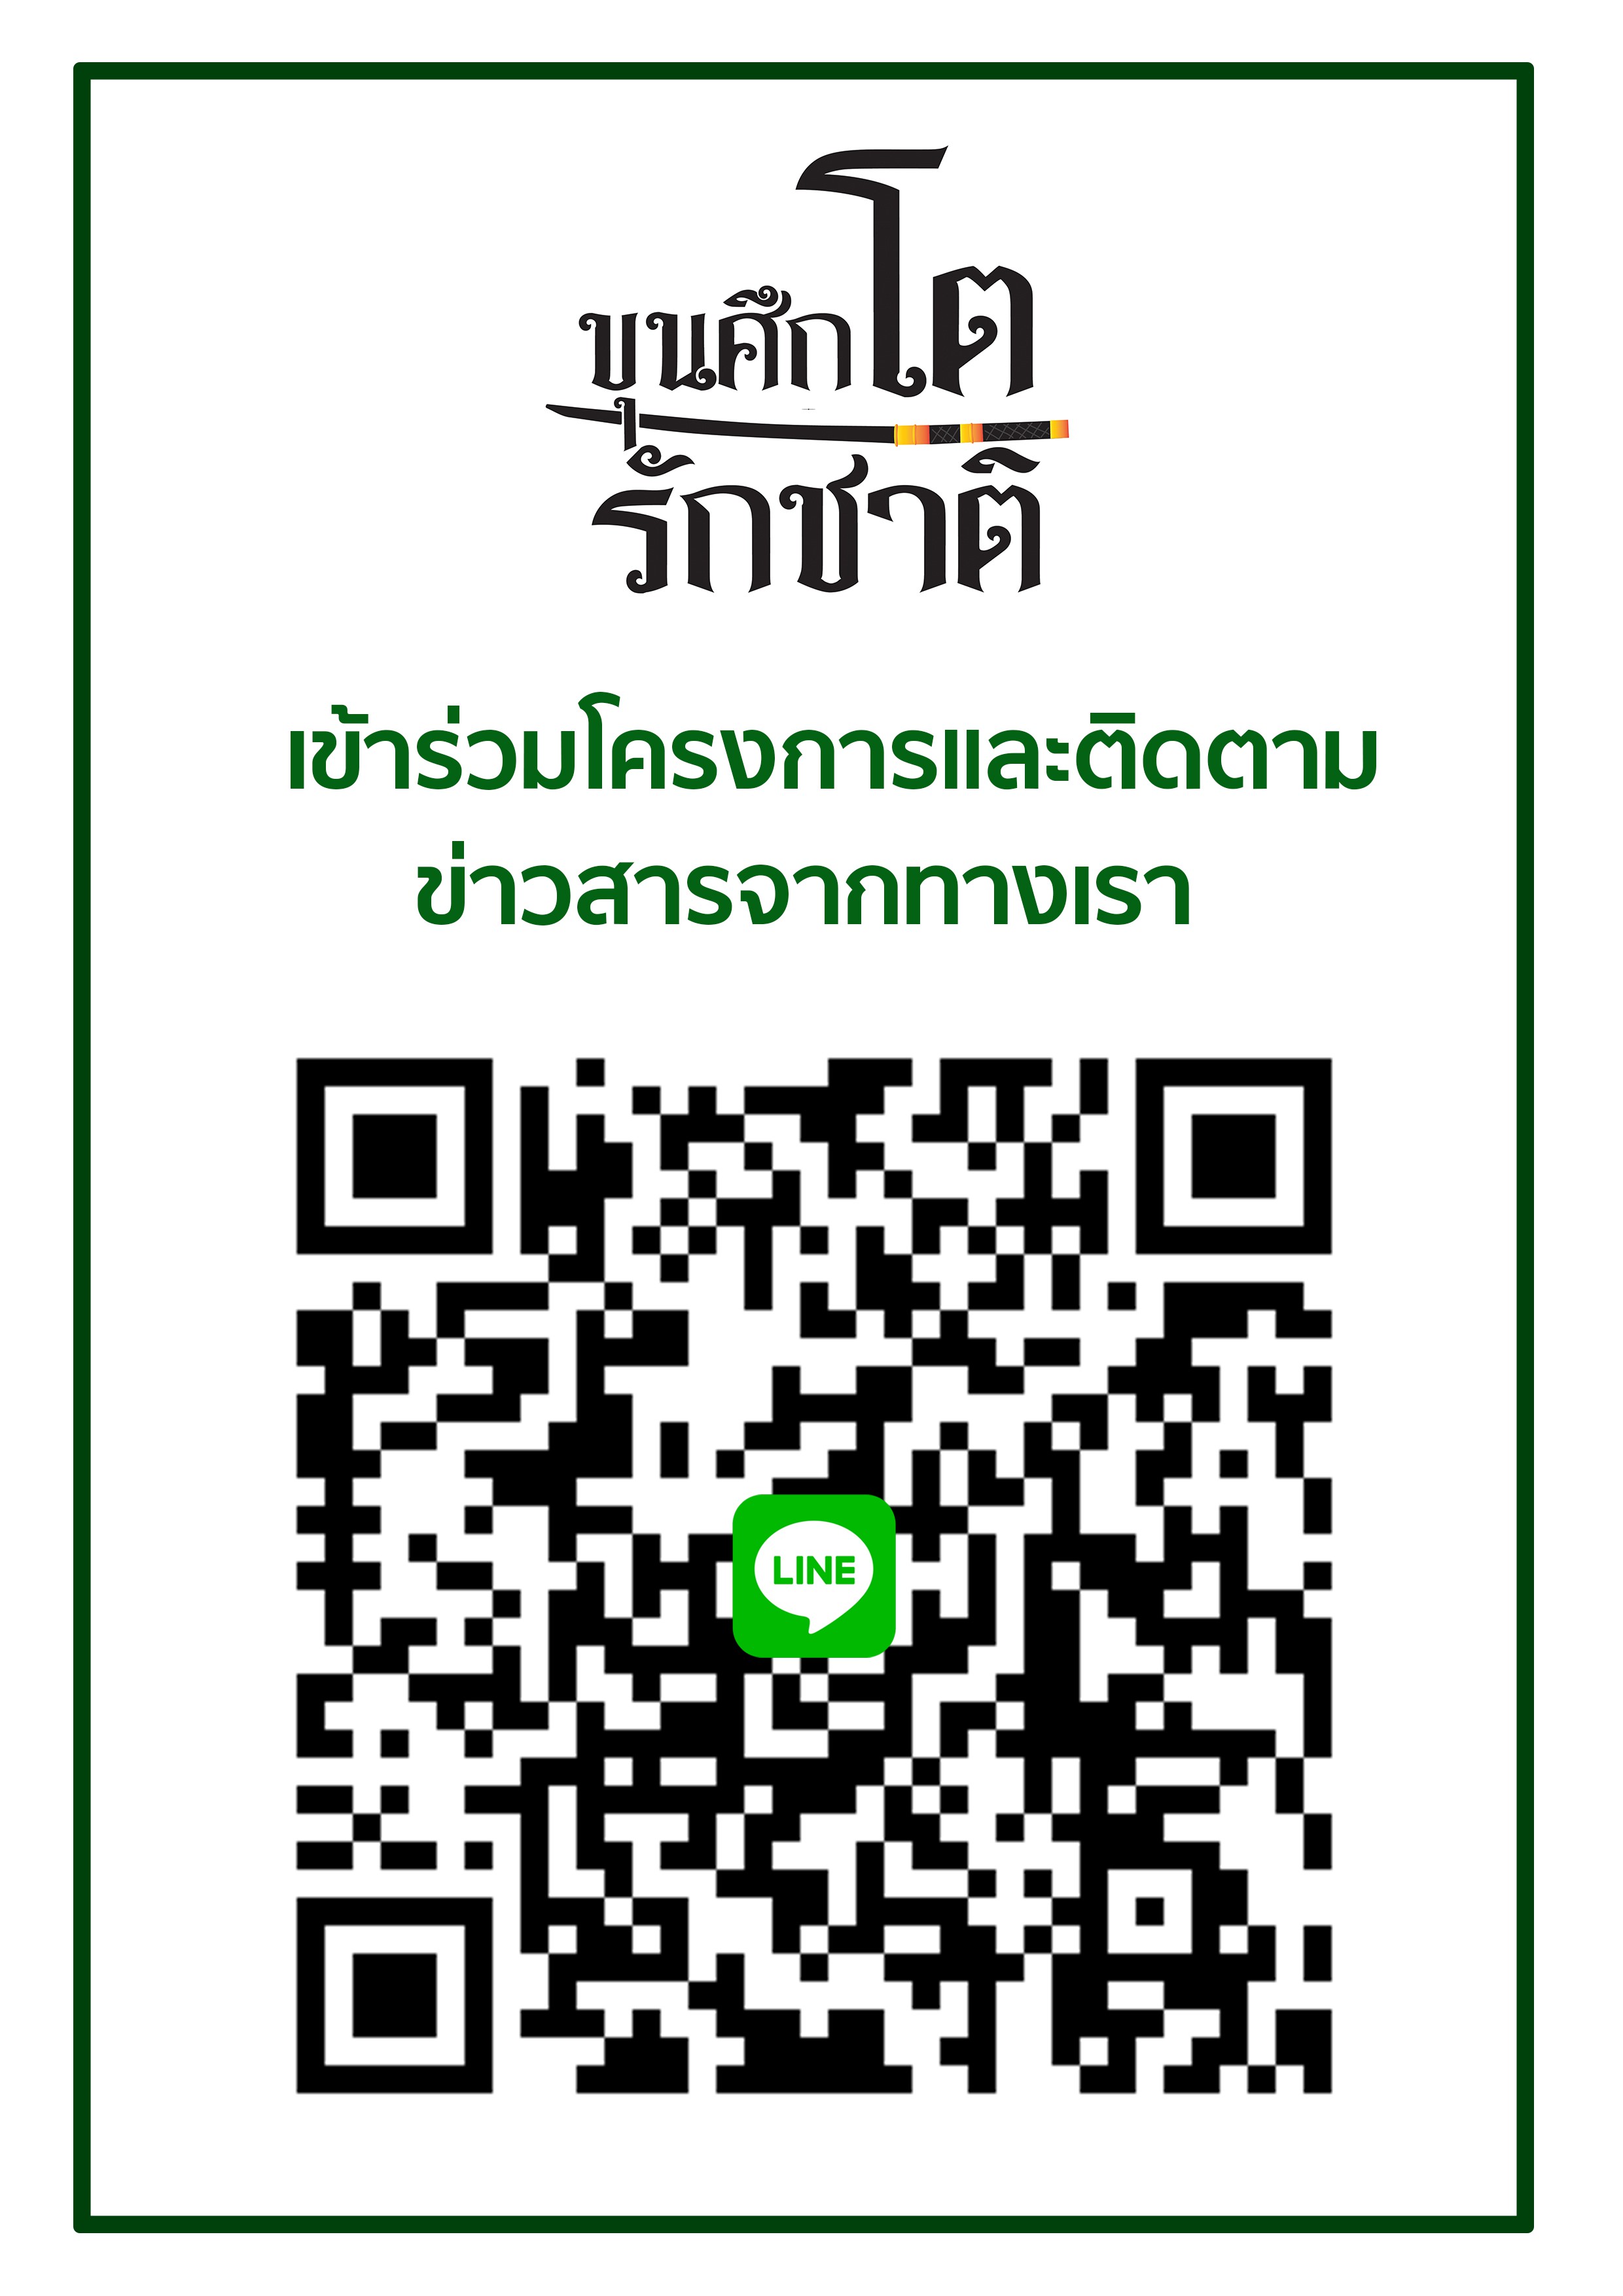 ขุนศึกโต
รักชาติ
เข้าร่วมโครงการและติดตาม
ข่าวสารจากทางเรา
LINE